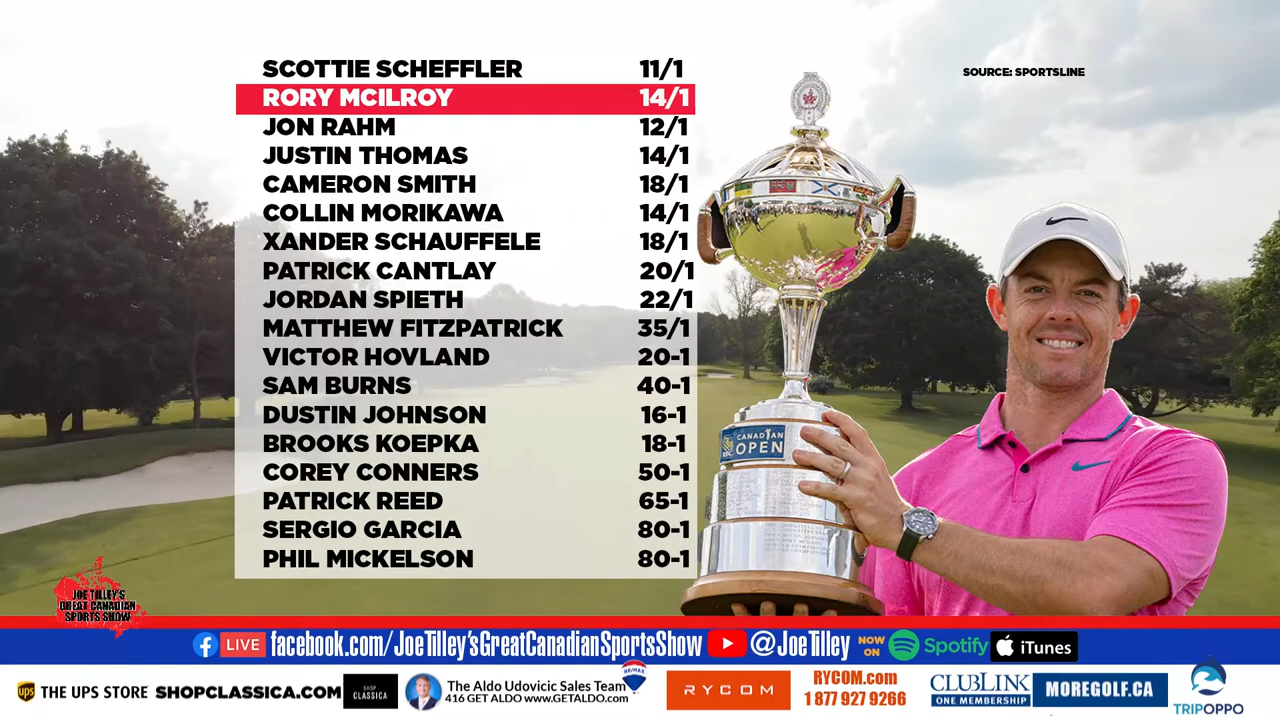 SCOTTIE SCHEFFLER 11/1
RORY MCILROY 14/1
JON RAHM 12/1
JUSTIN THOMAS 14/1
CAMERON SMITH 18/1
COLLIN MORIKAWA 14/1
XANDER SCHAUFFELE 18/1
PATRICK CANTLAY 20/1
JORDAN SPIETH 22/1
MATTHEW FITZPATRICK 35/1
VICTOR HOVLAND 20-1
SAM BURNS 40-1
DUSTIN JOHNSON 16-1
BROOKS KOEPKA 18-1
COREY CONNERS 50-1
PATRICK REED 65-1
SERGIO GARCIA 80-1
PHIL MICKELSON 80-1
SOURCE: SPORTSLINE
CANADIAN
OPEN
JOE TILLEY'S
GREAT CANADIAN
SPORTS SHOW
LIVE facebook.com/JoeTilley'sGreatCanadianSportsShow @JoeTilley NOW ON Spotify iTunes
ups THE UPS STORE SHOPCLASSICA.COM
SHOP
CLASSICA
The Aldo Udovicic Sales Team
416 GET ALDO www.GETALDO.com
RE/MAX
RYCOM
RYCOM.com
1 877 927 9266
CLUBLINK
ONE MEMBERSHIP
MOREGOLF.CA
TRIPOPPO